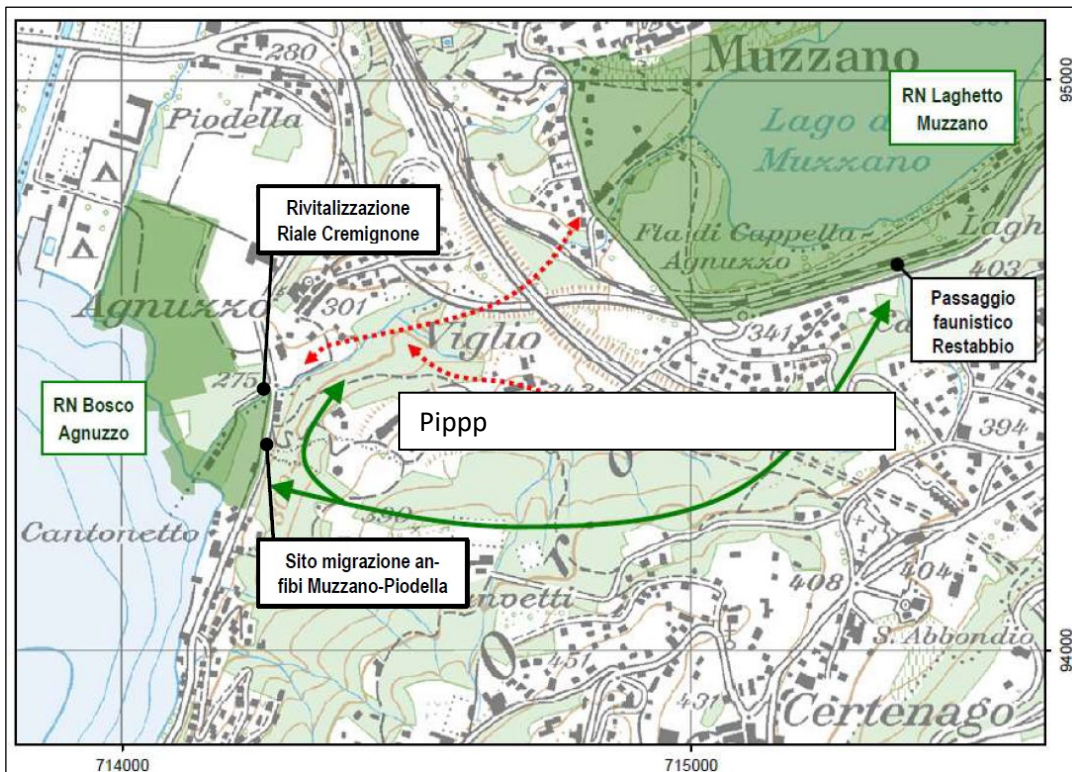 280
Muzzano
95000
Piodella
RN Laghetto
Muzzano
Lago
Muzzano
Rivitalizzazione
Riale Cremignone
Fla di Cappella
Agnuzzo
Lagh
403
Agnuzzo
301
Passaggio
faunistico
Restabbio
Viglio
341
275
RN Bosco
Agnuzzo
Pippp
394
Cantonetto
Sito migrazione an-
fibi Muzzano-Piodella
408
404
S. Abbondio
451
94000
431
Certenago
714000
715000